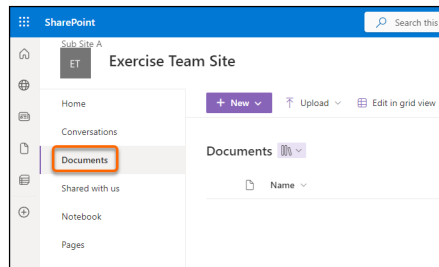 SharePoint
Search this
Sub Site A
ET
Exercise Team Site
Home
+ New
Upload
Edit in grid view
Conversations
Documents
Documents
Shared with us
Name
Notebook
Pages